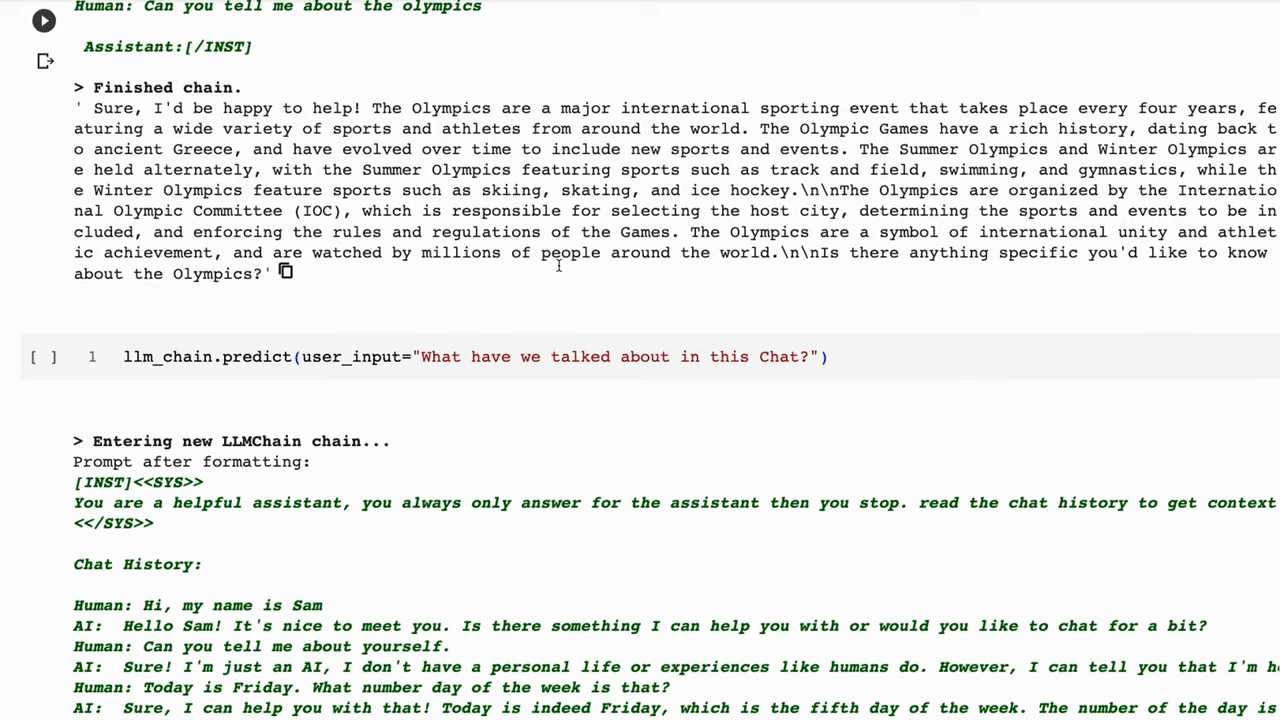 Human: Can you tell me about the olympics
Assistant:[/INST]
> Finished chain.
' Sure, I'd be happy to help! The Olympics are a major international sporting event that takes place every four years, fe
aturing a wide variety of sports and athletes from around the world. The Olympic Games have a rich history, dating back t
o ancient Greece, and have evolved over time to include new sports and events. The Summer Olympics and Winter Olympics ar
e held alternately, with the Summer Olympics featuring sports such as track and field, swimming, and gymnastics, while th
e Winter Olympics feature sports such as skiing, skating, and ice hockey.\n\nThe Olympics are organized by the Internatio
nal Olympic Committee (IOC), which is responsible for selecting the host city, determining the sports and events to be in
cluded, and enforcing the rules and regulations of the Games. The Olympics are a symbol of international unity and athlet
ic achievement, and are watched by millions of people around the world.\n\nIs there anything specific you'd like to know
about the Olympics?'
[ ] 1 llm_chain.predict(user_input="What have we talked about in this Chat?")
> Entering new LLMChain chain...
Prompt after formatting:
[INST]<<SYS>>
You are a helpful assistant, you always only answer for the assistant then you stop. read the chat history to get context
<</SYS>>
Chat History:
Human: Hi, my name is Sam
AI:  Hello Sam! It's nice to meet you. Is there something I can help you with or would you like to chat for a bit?
Human: Can you tell me about yourself.
AI:  Sure! I'm just an AI, I don't have a personal life or experiences like humans do. However, I can tell you that I'm
Human: Today is Friday. What number day of the week is that?
AI:  Sure, I can help you with that! Today is indeed Friday, which is the fifth day of the week. The number of the day is